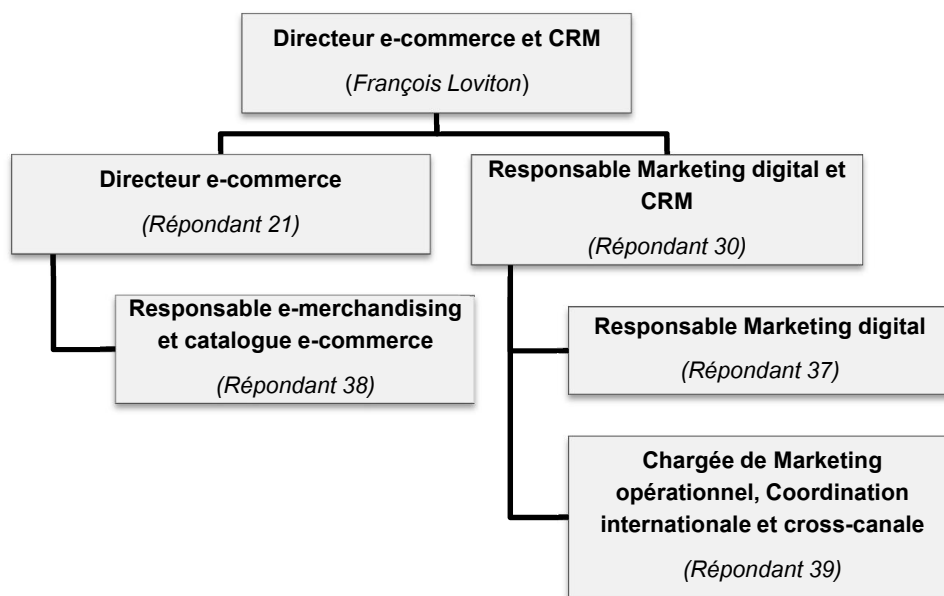 Directeur e-commerce et CRM
(François Loviton)
Directeur e-commerce
(Répondant 21)
Responsable Marketing digital et
CRM
(Répondant 30)
Responsable e-merchandising
et catalogue e-commerce
(Répondant 38)
Responsable Marketing digital
(Répondant 37)
Chargée de Marketing
opérationnel, Coordination
internationale et cross-canale
(Répondant 39)